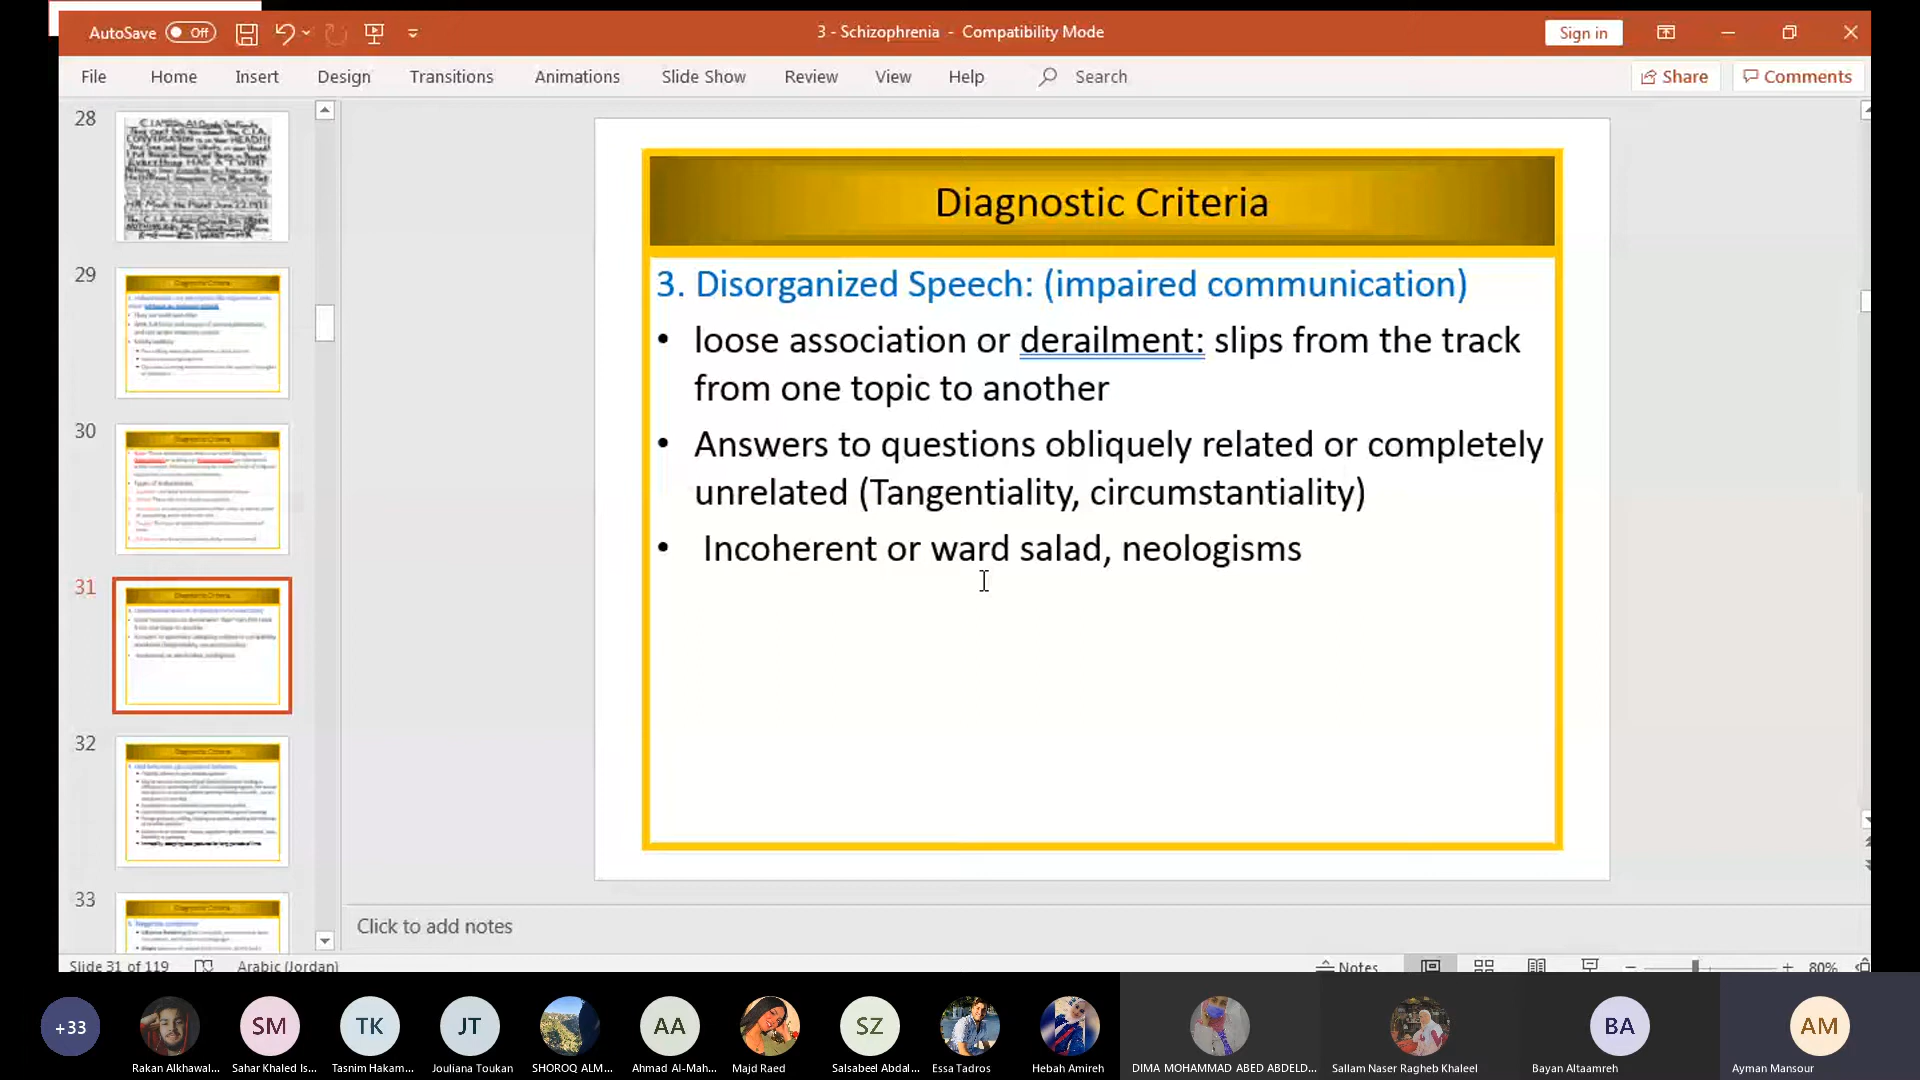 AutoSave Off
3 - Schizophrenia - Compatibility Mode
Sign in
File Home Insert Design Transitions Animations Slide Show Review View Help Search
Share Comments
28
29
30
31
32
33
Diagnostic Criteria
3. Disorganized Speech: (impaired communication)
• loose association or derailment: slips from the track
from one topic to another
• Answers to questions obliquely related or completely
unrelated (Tangentiality, circumstantiality)
• Incoherent or ward salad, neologisms
Click to add notes
Slide 31 of 119 Arabic (Jordan) Notes 80%
+33 SM TK JT AA SZ BA AM
Rakan Alkhawal... Sahar Khaled Is... Tasnim Hakam... Jouliana Toukan SHOROQ ALM... Ahmad Al-Mah... Majd Raed Salsabeel Abdal... Essa Tadros Hebah Amireh DIMA MOHAMMAD ABED ABDELD... Sallam Naser Ragheb Khaleel Bayan Altaamreh Ayman Mansour